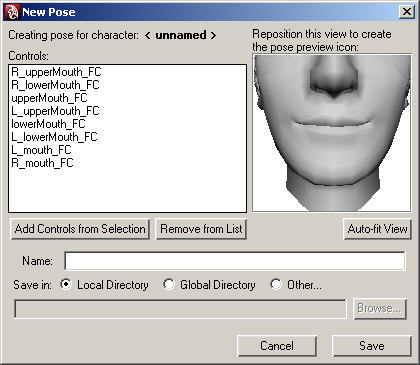 New Pose
Creating pose for character: < unnamed >
Reposition this view to create
the pose preview icon:
Controls:
R_upperMouth_FC
R_lowerMouth_FC
upperMouth_FC
L_upperMouth_FC
lowerMouth_FC
L_lowerMouth_FC
L_mouth_FC
R_mouth_FC
Add Controls from Selection
Remove from List
Auto-fit View
Name:
Save in:
Local Directory
Global Directory
Other...
Browse...
Cancel
Save